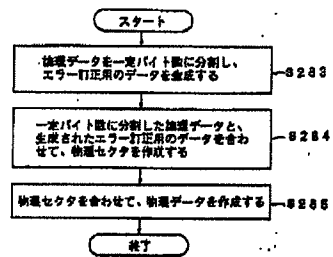 スタート
論理データを一定バイト数に分割し、
エラー訂正用のデータを生成する
S283
一定バイト数に分割した論理データと、
生成されたエラー訂正用のデータを合わ
せて、物理セクタを作成する
S284
物理セクタを合わせて、物理データを作成する
S285
終了